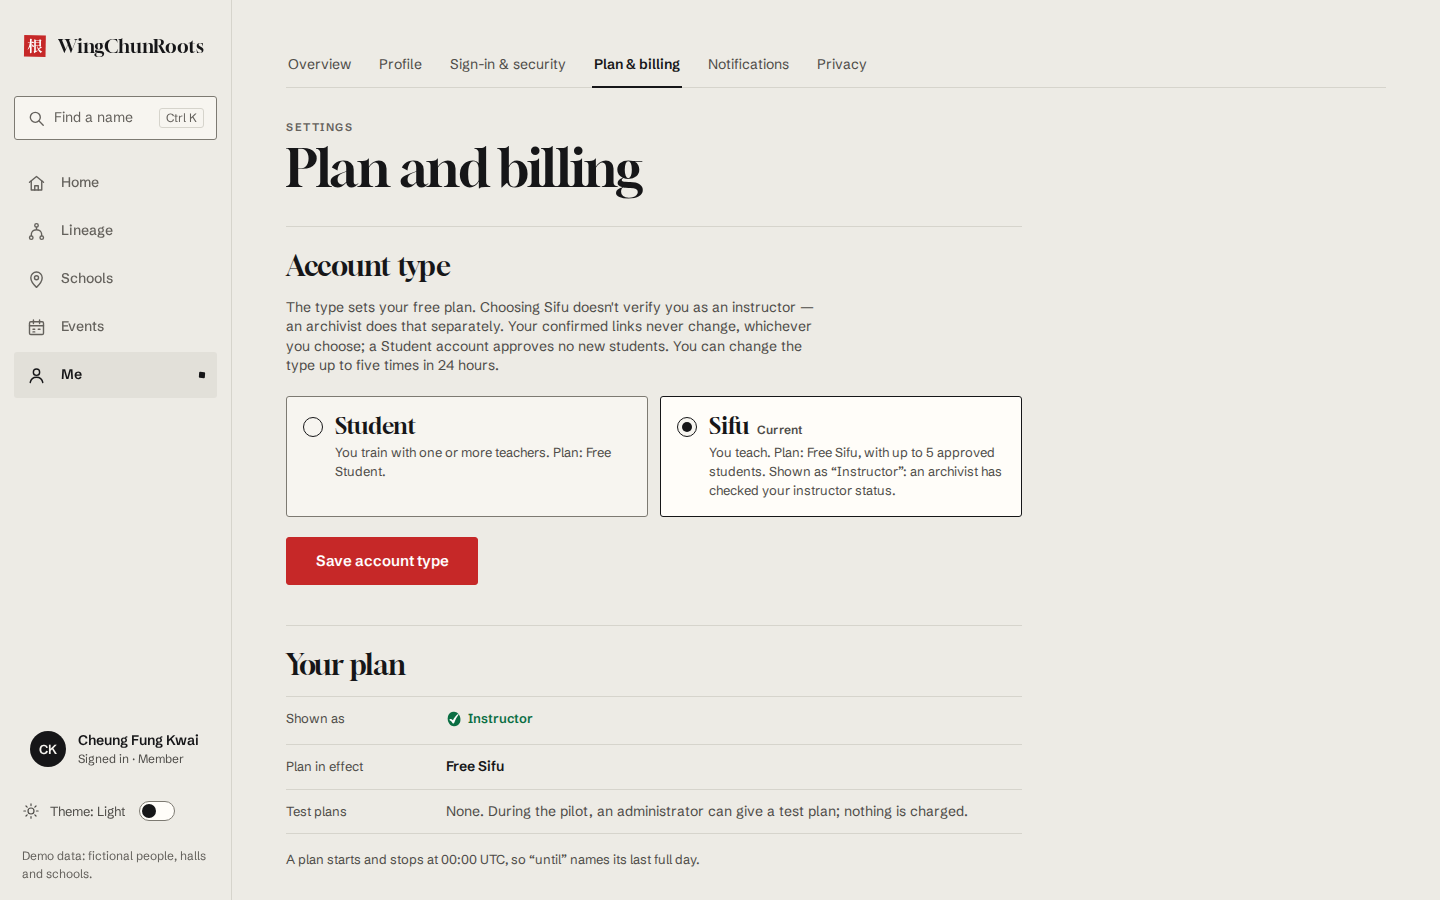 根 WingChunRoots
Find a name Ctrl K
Home
Lineage
Schools
Events
Me
CK Cheung Fung Kwai
Signed in · Member
Theme: Light
Demo data: fictional people, halls
and schools.
Overview Profile Sign-in & security Plan & billing Notifications Privacy
SETTINGS
Plan and billing
Account type
The type sets your free plan. Choosing Sifu doesn't verify you as an instructor —
an archivist does that separately. Your confirmed links never change, whichever
you choose; a Student account approves no new students. You can change the
type up to five times in 24 hours.
Student
You train with one or more teachers. Plan: Free
Student.
Sifu Current
You teach. Plan: Free Sifu, with up to 5 approved
students. Shown as “Instructor”: an archivist has
checked your instructor status.
Save account type
Your plan
Shown as Instructor
Plan in effect Free Sifu
Test plans None. During the pilot, an administrator can give a test plan; nothing is charged.
A plan starts and stops at 00:00 UTC, so “until” names its last full day.